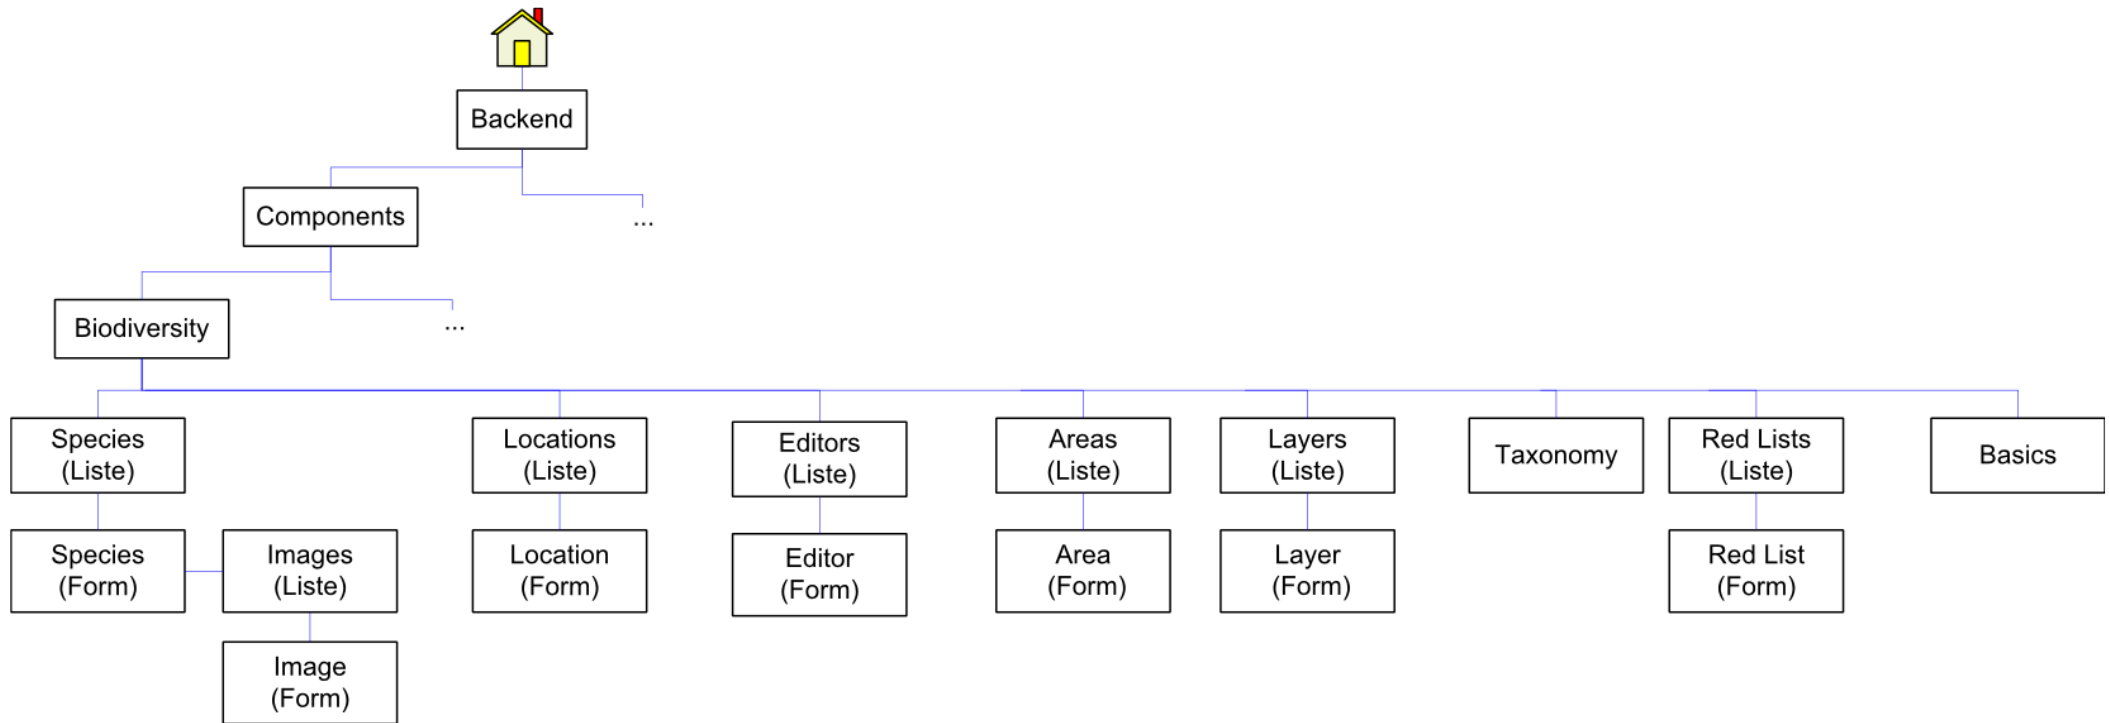 Backend
Components
...
Biodiversity
...
Species
(Liste)
Locations
(Liste)
Editors
(Liste)
Areas
(Liste)
Layers
(Liste)
Taxonomy
Red Lists
(Liste)
Basics
Species
(Form)
Images
(Liste)
Location
(Form)
Editor
(Form)
Area
(Form)
Layer
(Form)
Red List
(Form)
Image
(Form)